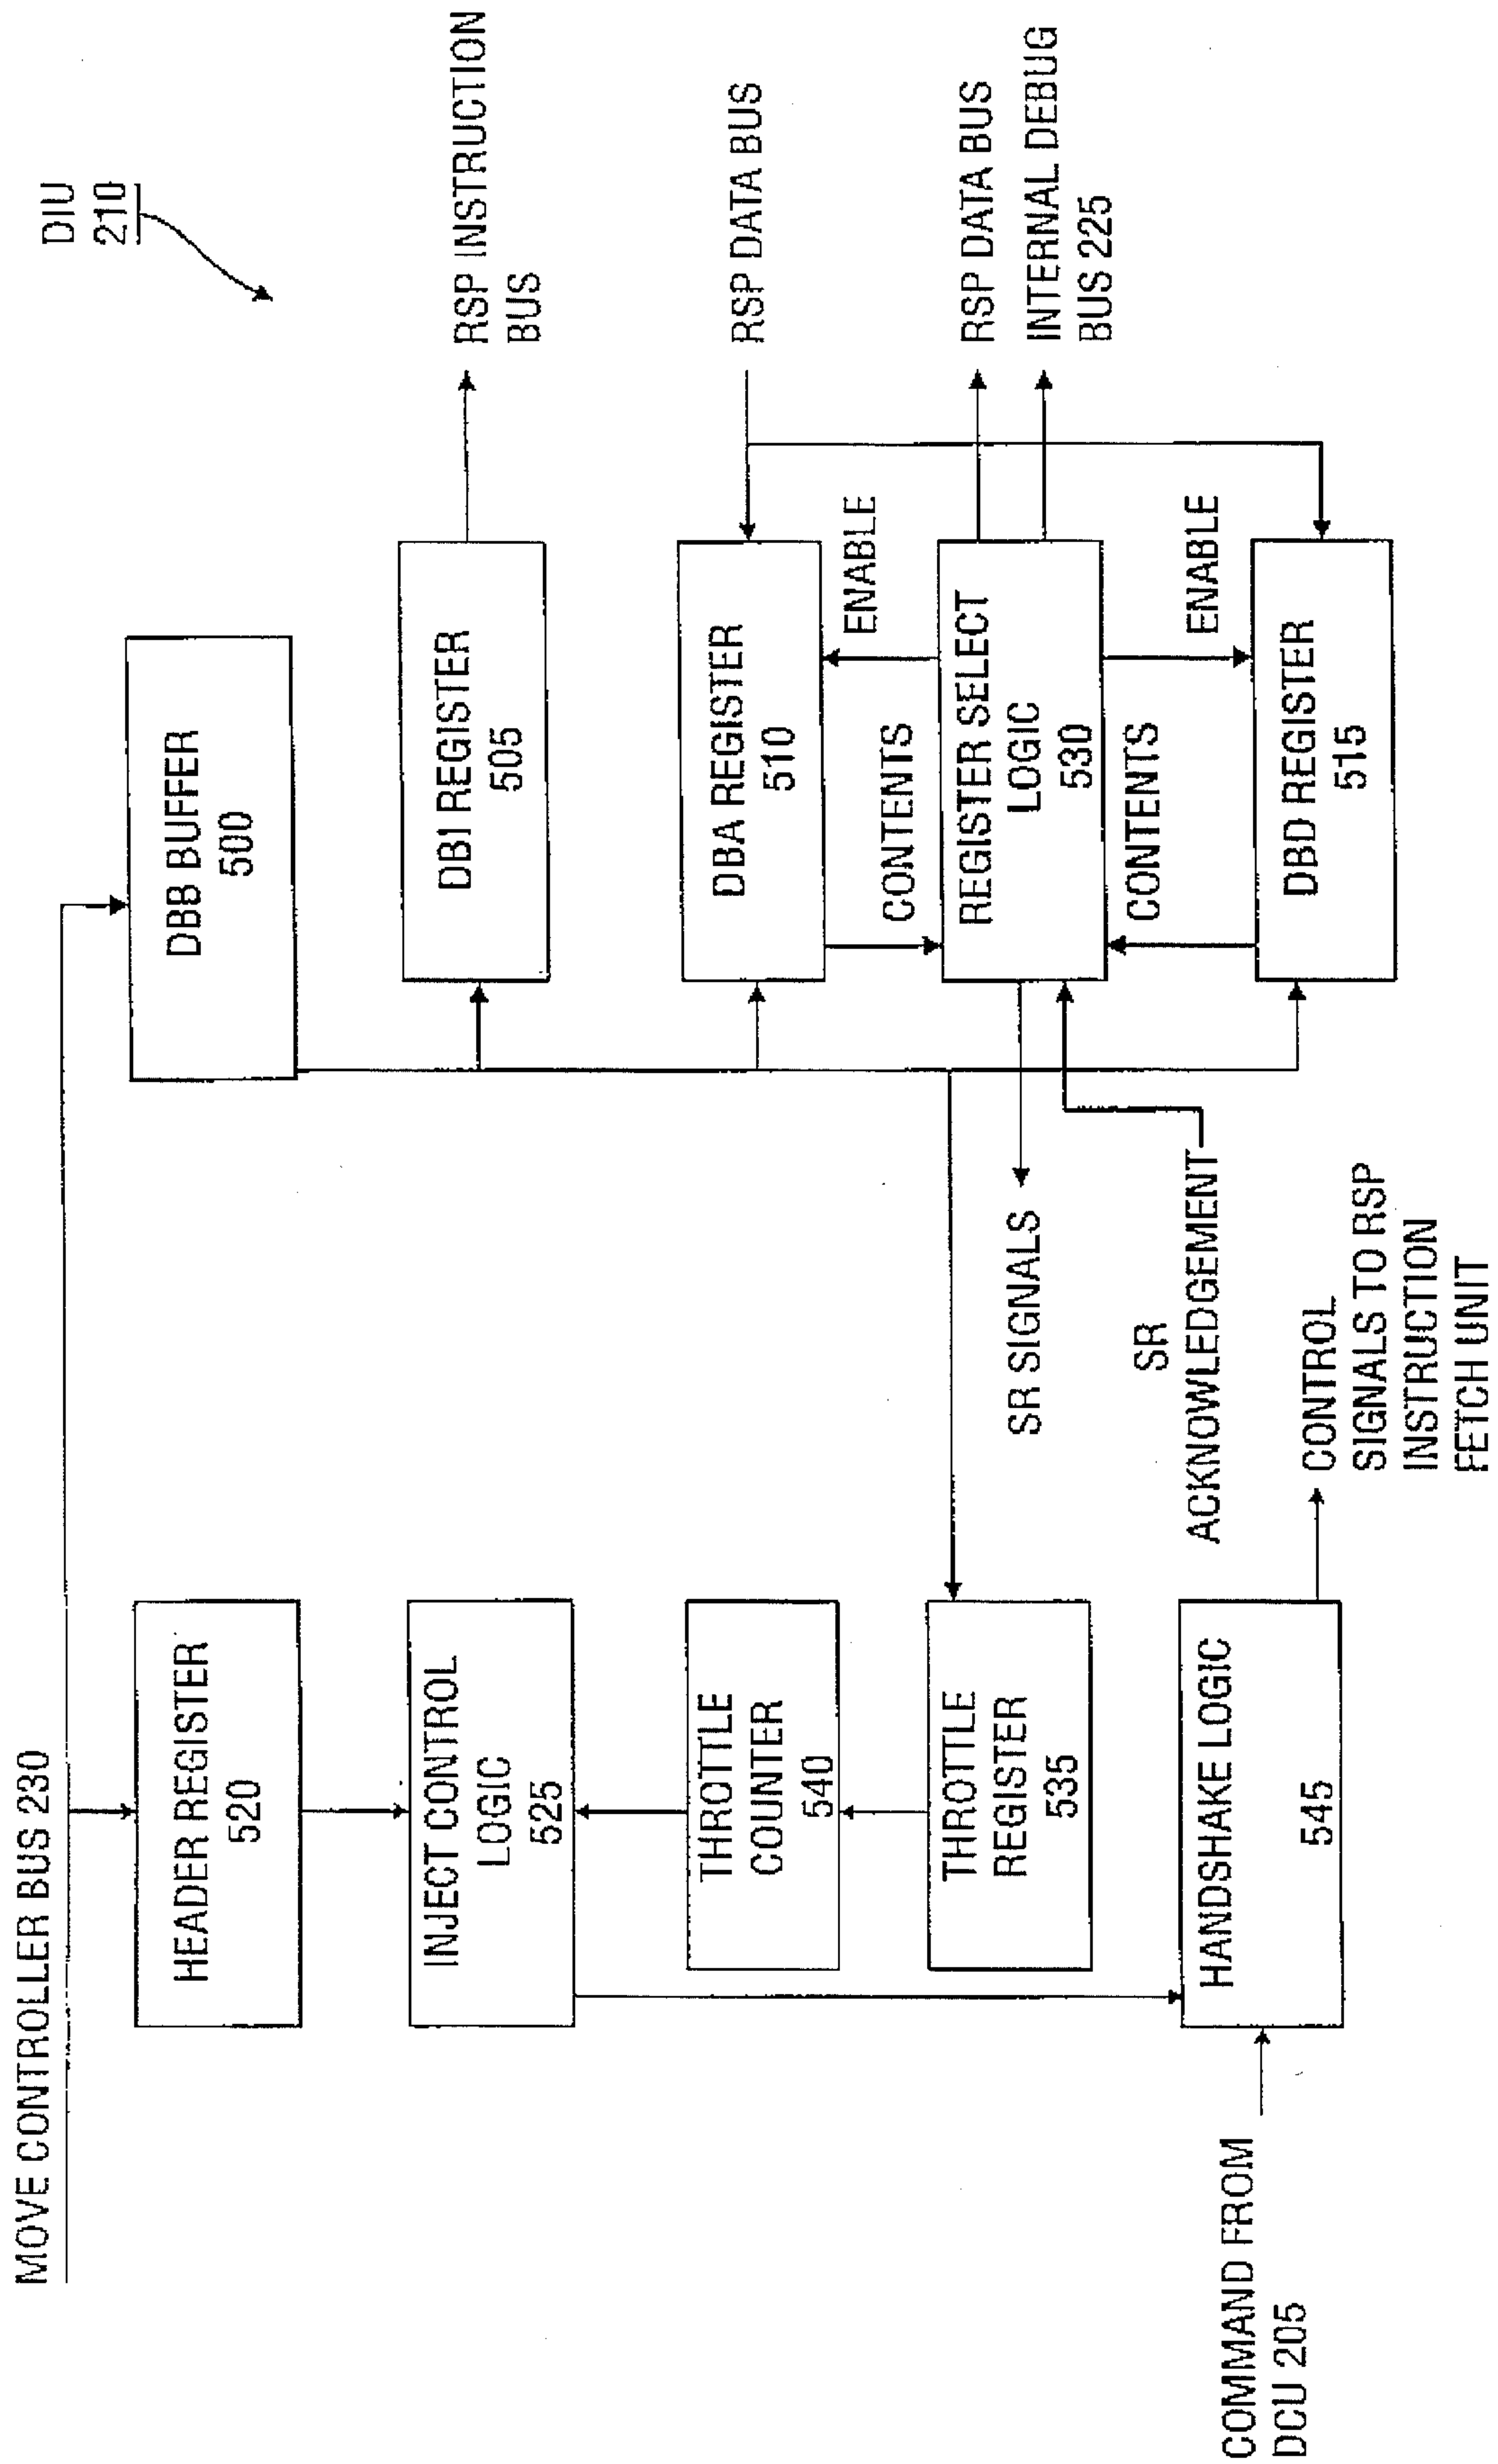 DIU
210
MOVE CONTROLLER BUS 230
HEADER REGISTER
520
DBB BUFFER
500
INJECT CONTROL
LOGIC
525
DBI REGISTER
505
RSP INSTRUCTION
BUS
THROTTLE
COUNTER
540
DBA REGISTER
510
RSP DATA BUS
ENABLE
CONTENTS
THROTTLE
REGISTER
535
SR SIGNALS
REGISTER SELECT
LOGIC
530
RSP DATA BUS
INTERNAL DEBUG
BUS 225
SR
ACKNOWLEDGEMENT
CONTENTS
ENABLE
COMMAND FROM
DCU 205
HANDSHAKE LOGIC
545
CONTROL
SIGNALS TO RSP
INSTRUCTION
FETCH UNIT
DBD REGISTER
515